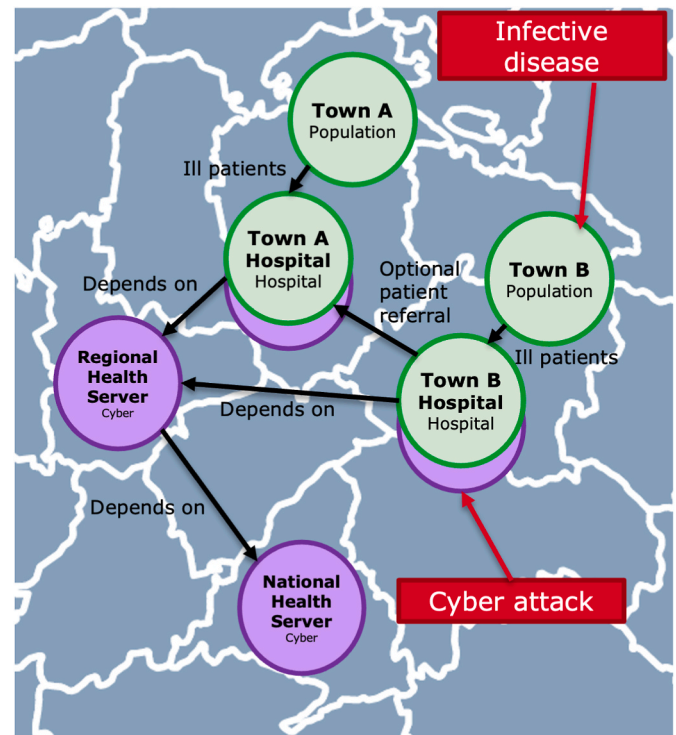 Infective
disease
Town A
Population
Ill patients
Town A
Hospital
Hospital
Optional
patient
referral
Town B
Population
Depends on
Ill patients
Regional
Health
Server
Cyber
Town B
Hospital
Hospital
Depends on
Depends on
National
Health
Server
Cyber
Cyber attack